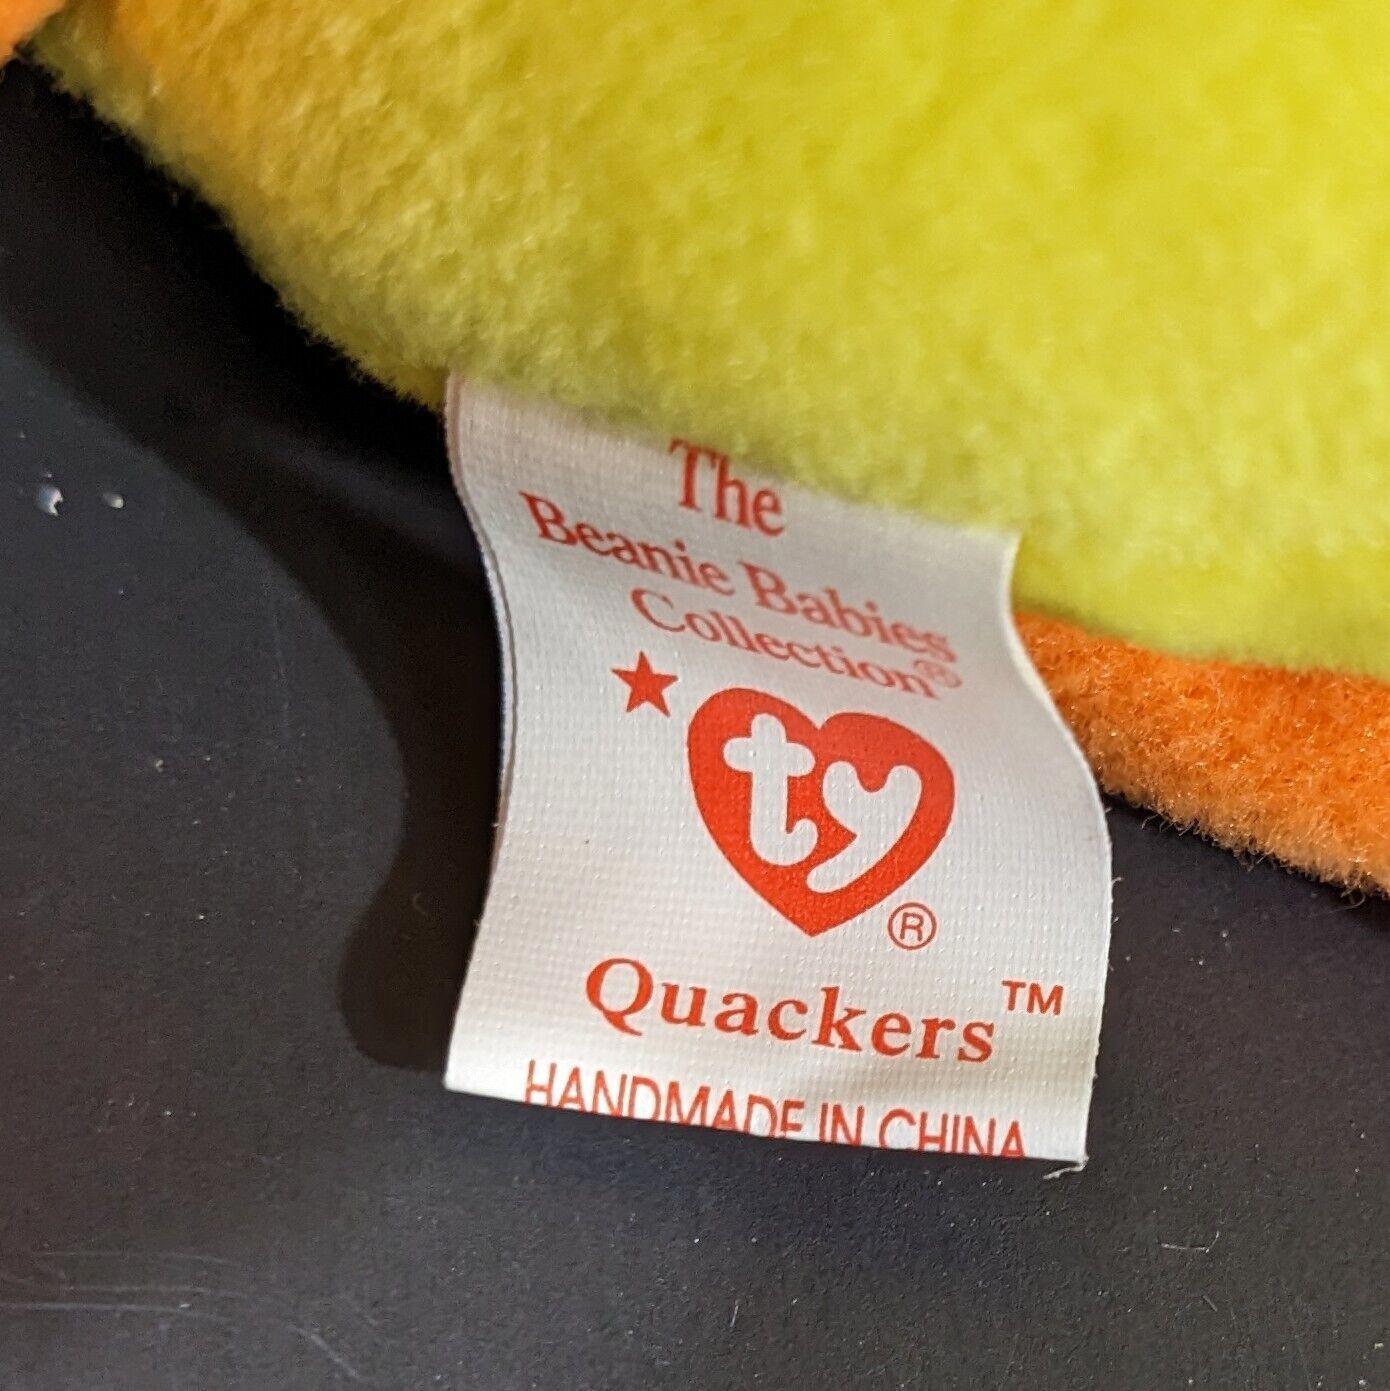 The
Beanie Babies
Collection®
ty®
Quackers™
HANDMADE IN CHINA